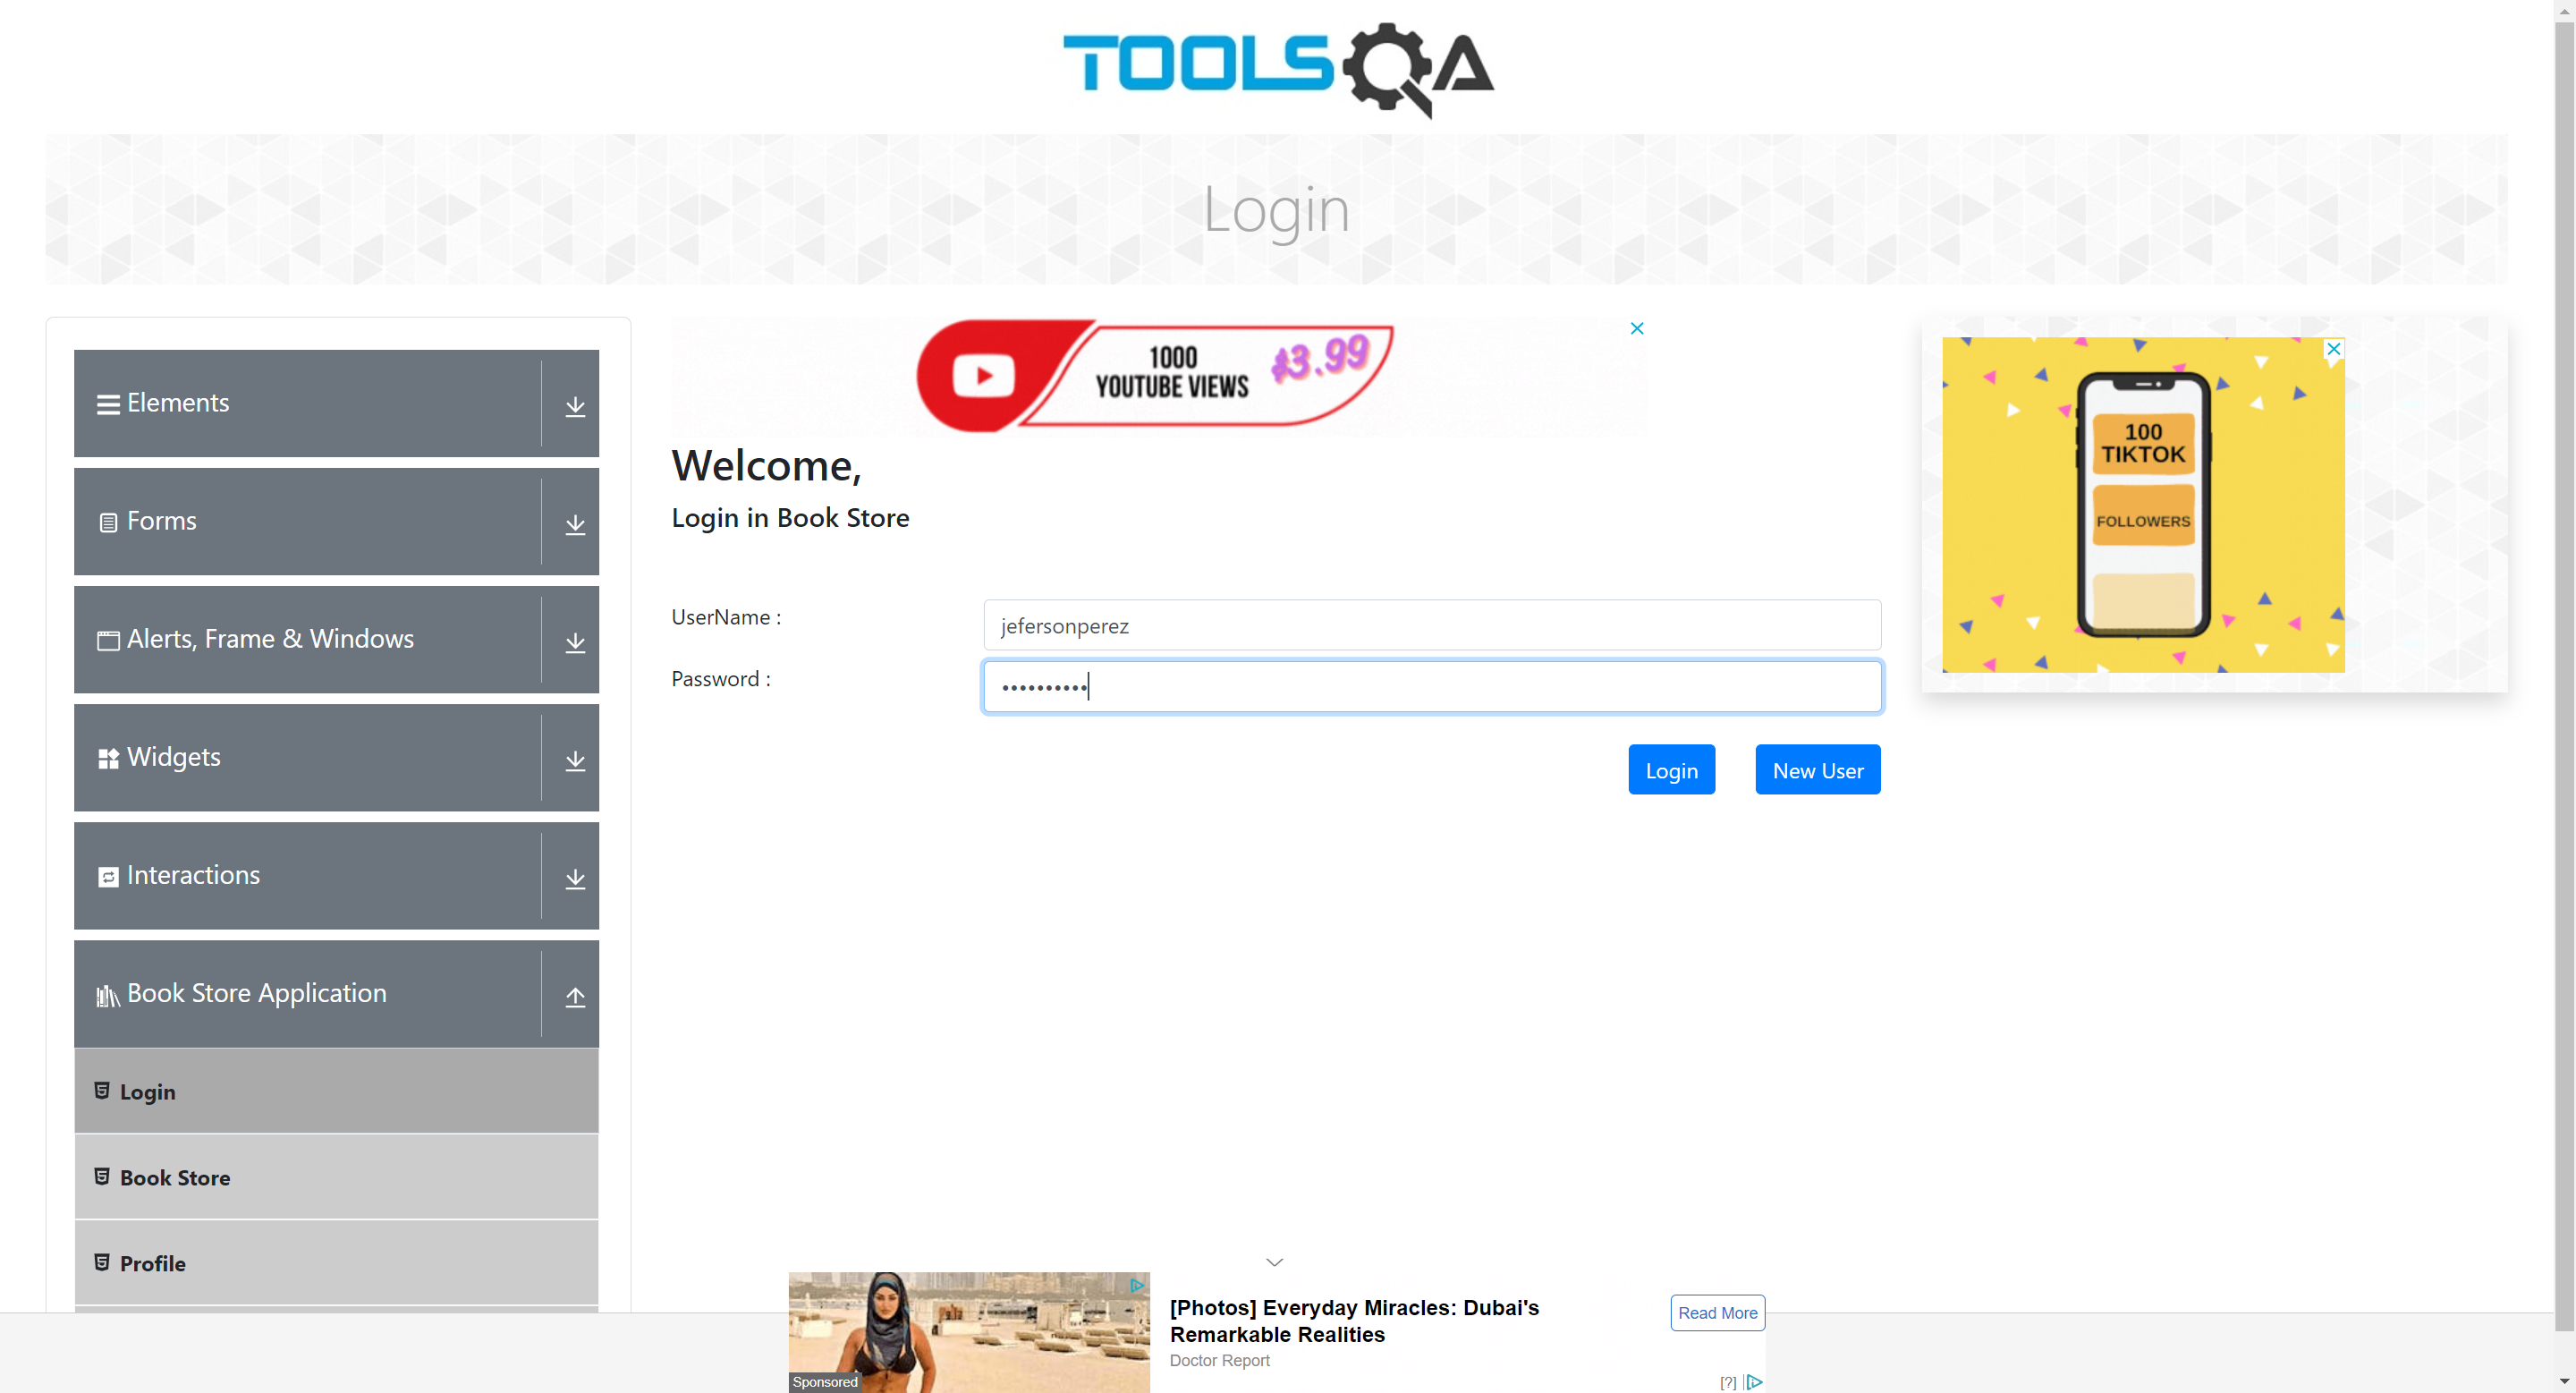 TOOLSQA
Login
Elements
Forms
Alerts, Frame & Windows
Widgets
Interactions
Book Store Application
Login
Book Store
Profile
1000
YOUTUBE VIEWS
$3.99
Welcome,
Login in Book Store
UserName :
jefersonperez
Password :
••••••••••
Login
New User
100
TIKTOK
FOLLOWERS
Sponsored
[Photos] Everyday Miracles: Dubai's
Remarkable Realities
Doctor Report
Read More
[?]